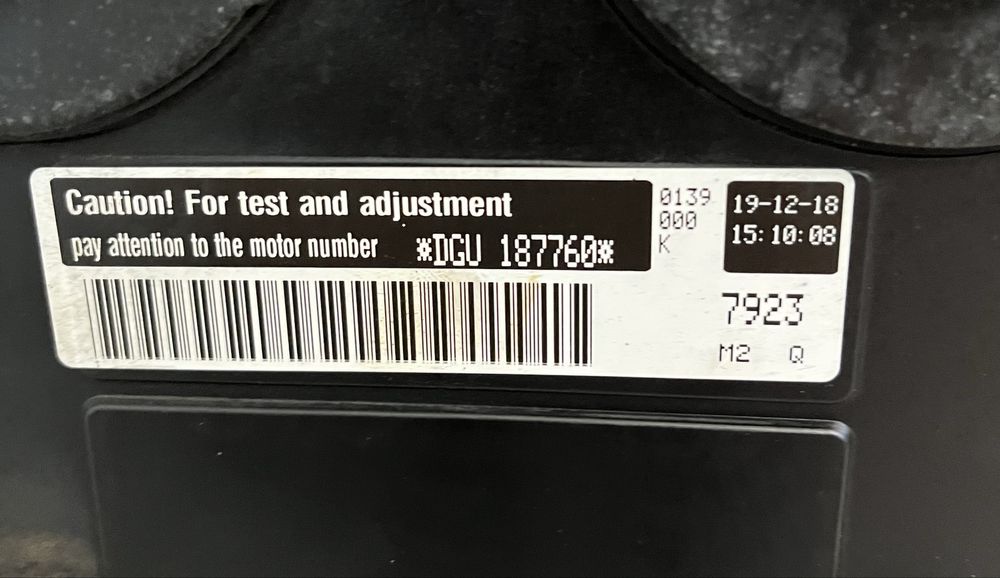 Caution! For test and adjustment
pay attention to the motor number *DGU 187760*
0139
000
K
19-12-18
15:10:08
7923
M2 Q